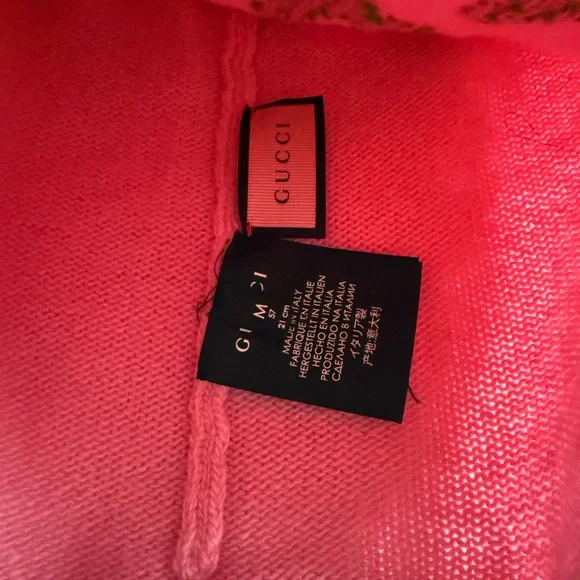 GUCCI
M
57
21 cm
MADE IN ITALY
FABRIQUE EN ITALIE
HERGESTELLT IN ITALIEN
HECHO EN ITALIA
PRODUZIDO NA ITALIA
СДЕЛАНО В ИТАЛИИ
イタリア製
产地:意大利